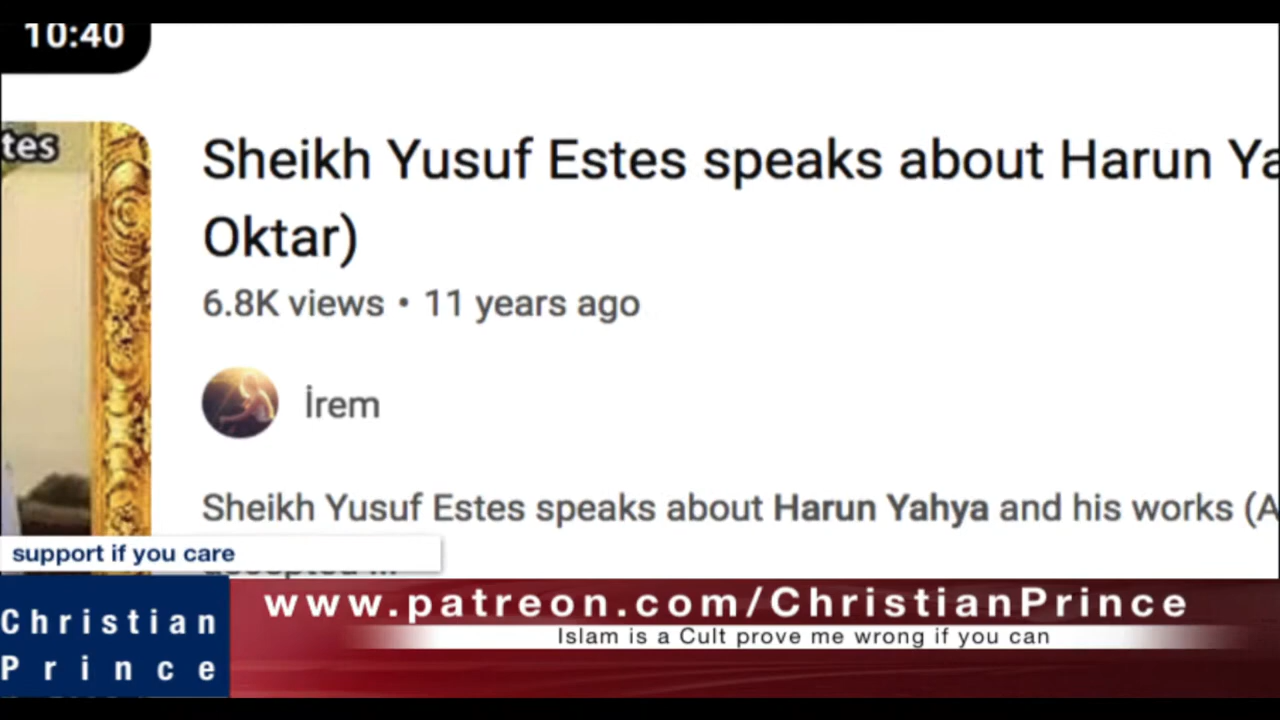 10:40
tes
Sheikh Yusuf Estes speaks about Harun Ya
Oktar)
6.8K views • 11 years ago
İrem
Sheikh Yusuf Estes speaks about Harun Yahya and his works (A
support if you care
Christian
Prince
www.patreon.com/ChristianPrince
Islam is a Cult prove me wrong if you can